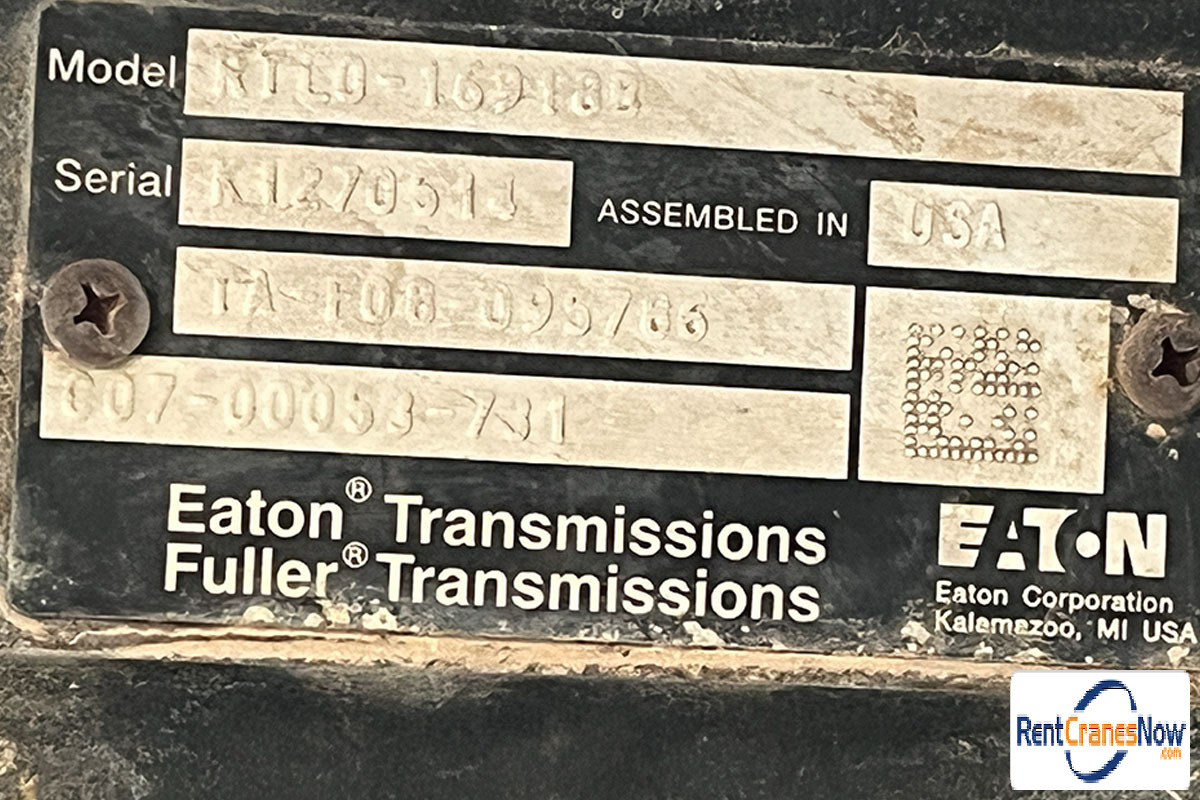 Model RTLO-16918B
Serial
ASSEMBLED IN USA
Eaton® Transmissions
Fuller® Transmissions
EATON
Eaton Corporation
Kalamazoo, MI USA
RentCranesNow
.com